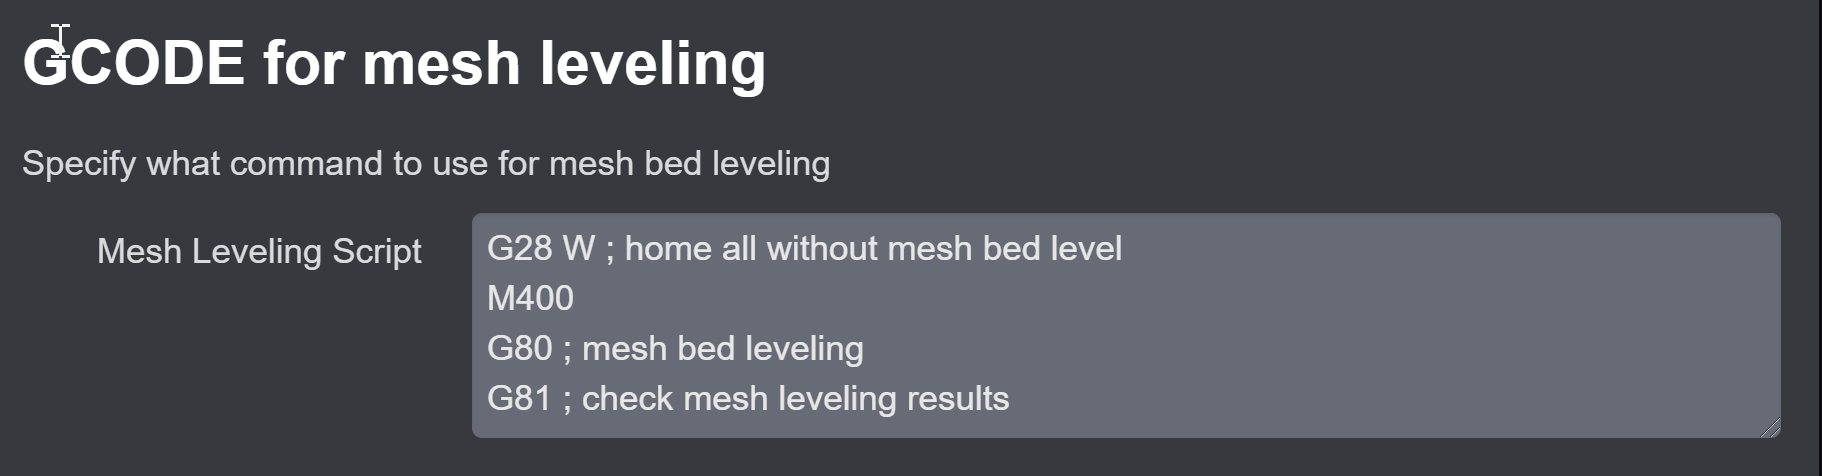 GCODE for mesh leveling
Specify what command to use for mesh bed leveling
Mesh Leveling Script
G28 W ; home all without mesh bed level
M400
G80 ; mesh bed leveling
G81 ; check mesh leveling results